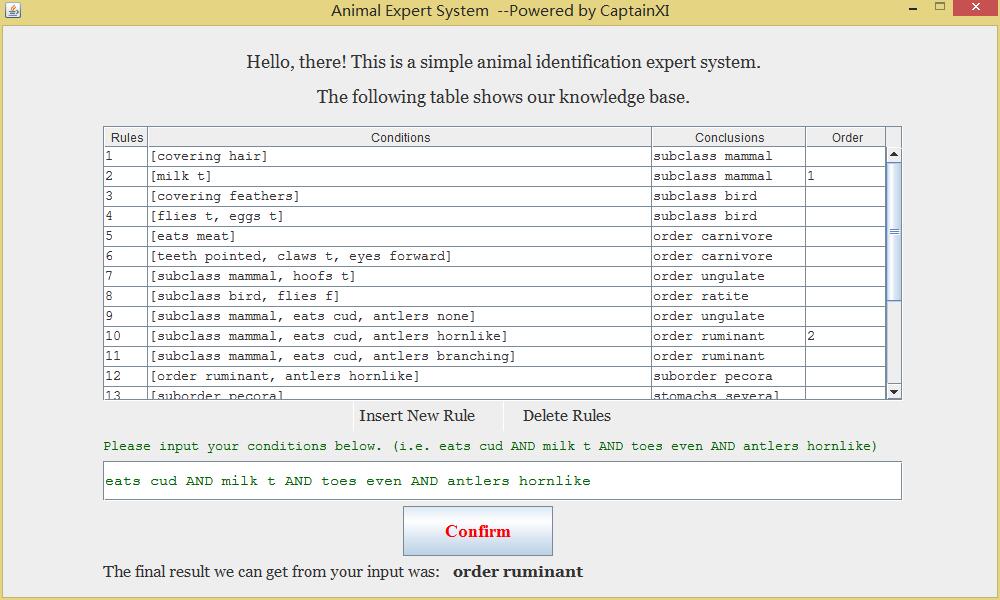 Animal Expert System --Powered by CaptainXI
Hello, there! This is a simple animal identification expert system.
The following table shows our knowledge base.
Rules Conditions Conclusions Order
1 [covering hair] subclass mammal
2 [milk t] subclass mammal 1
3 [covering feathers] subclass bird
4 [flies t, eggs t] subclass bird
5 [eats meat] order carnivore
6 [teeth pointed, claws t, eyes forward] order carnivore
7 [subclass mammal, hoofs t] order ungulate
8 [subclass bird, flies f] order ratite
9 [subclass mammal, eats cud, antlers none] order ungulate
10 [subclass mammal, eats cud, antlers hornlike] order ruminant 2
11 [subclass mammal, eats cud, antlers branching] order ruminant
12 [order ruminant, antlers hornlike] suborder pecora
13 [suborder pecora] stomachs several
Insert New Rule Delete Rules
Please input your conditions below. (i.e. eats cud AND milk t AND toes even AND antlers hornlike)
eats cud AND milk t AND toes even AND antlers hornlike
Confirm
The final result we can get from your input was: order ruminant